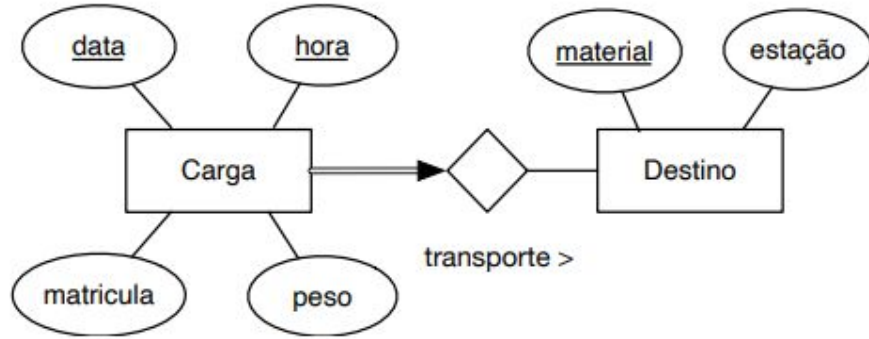 data
hora
material
estação
Carga
Destino
transporte >
matricula
peso